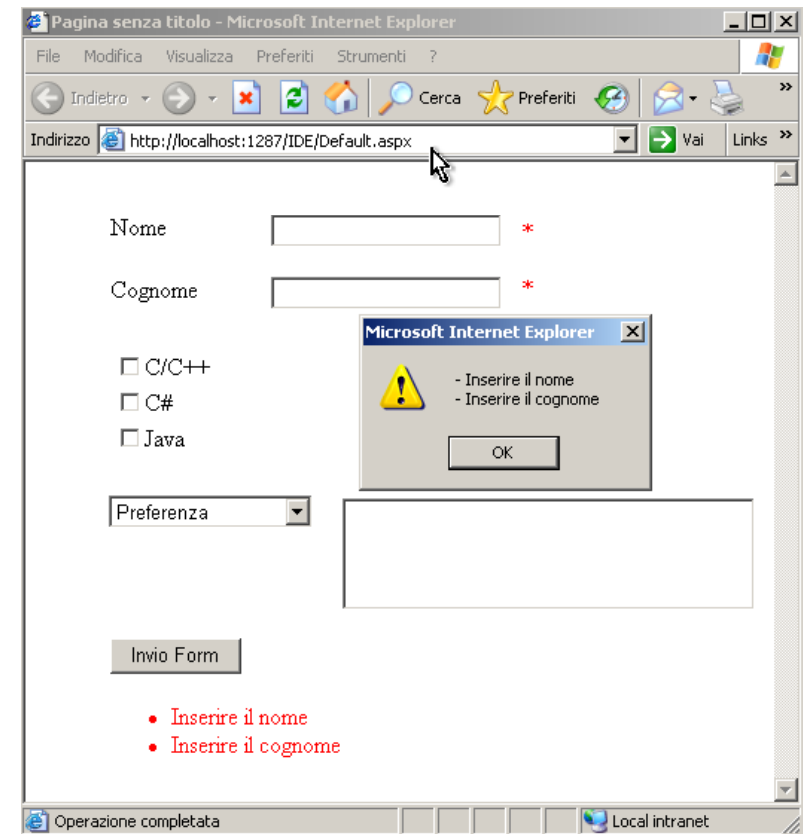 Pagina senza titolo - Microsoft Internet Explorer
File Modifica Visualizza Preferiti Strumenti ?
Indietro Cerca Preferiti »
Indirizzo http://localhost:1287/IDE/Default.aspx Vai Links »
Nome *
Cognome *
Microsoft Internet Explorer
- Inserire il nome
- Inserire il cognome
OK
C/C++
C#
Java
Preferenza
Invio Form
• Inserire il nome
• Inserire il cognome
Operazione completata Local intranet